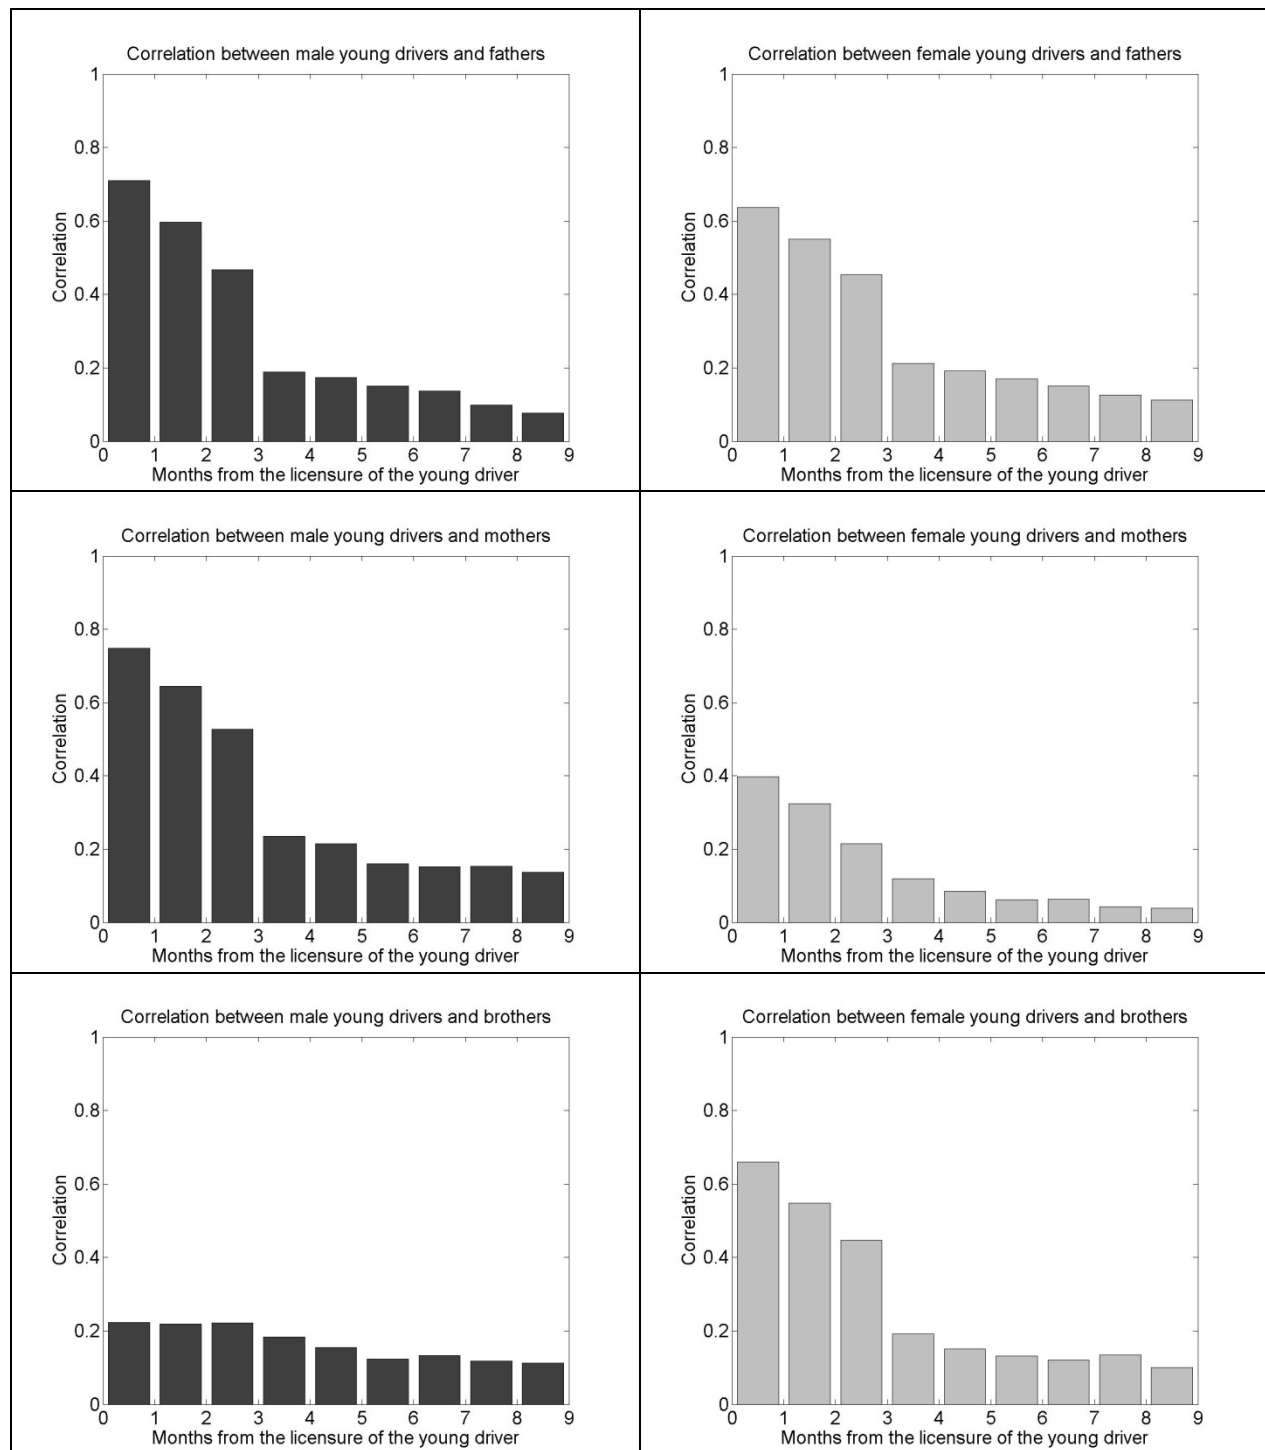 Correlation between male young drivers and fathers
1
0.8
0.6
0.4
0.2
0
Correlation
0 1 2 3 4 5 6 7 8 9
Months from the licensure of the young driver
Correlation between female young drivers and fathers
1
0.8
0.6
0.4
0.2
0
Correlation
0 1 2 3 4 5 6 7 8 9
Months from the licensure of the young driver
Correlation between male young drivers and mothers
1
0.8
0.6
0.4
0.2
0
Correlation
0 1 2 3 4 5 6 7 8 9
Months from the licensure of the young driver
Correlation between female young drivers and mothers
1
0.8
0.6
0.4
0.2
0
Correlation
0 1 2 3 4 5 6 7 8 9
Months from the licensure of the young driver
Correlation between male young drivers and brothers
1
0.8
0.6
0.4
0.2
0
Correlation
0 1 2 3 4 5 6 7 8 9
Months from the licensure of the young driver
Correlation between female young drivers and brothers
1
0.8
0.6
0.4
0.2
0
Correlation
0 1 2 3 4 5 6 7 8 9
Months from the licensure of the young driver